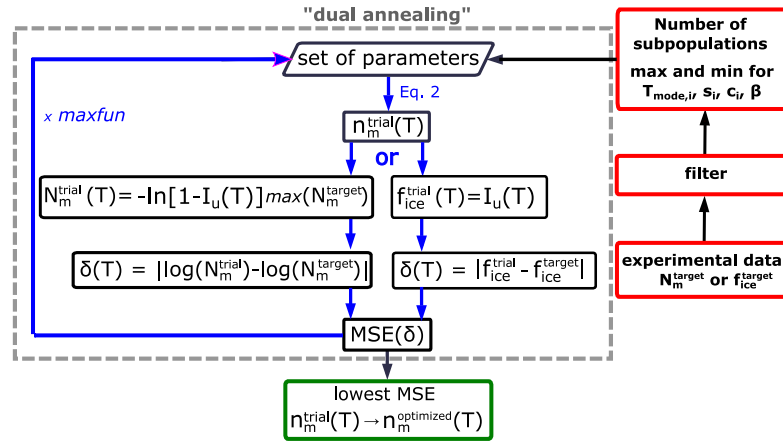 "dual annealing"
set of parameters
Eq. 2
x maxfun
n_m^trial(T)
or
N_m^trial(T)=-ln[1-I_u(T)]max(N_m^target)
f_ice^trial(T)=I_u(T)
δ(T) = |log(N_m^trial)-log(N_m^target)|
δ(T) = |f_ice^trial - f_ice^target|
MSE(δ)
lowest MSE
n_m^trial(T)→n_m^optimized(T)
Number of
subpopulations
max and min for
T_mode,i, s_i, c_i, β
filter
experimental data
N_m^target or f_ice^target